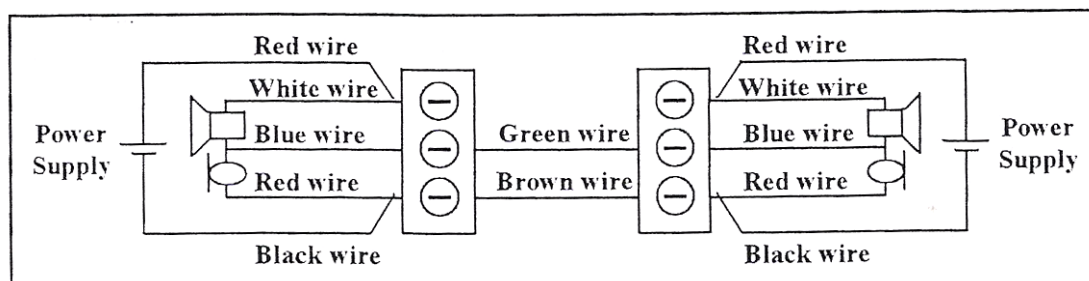 Red wire
Red wire
White wire
White wire
Power
Supply
Blue wire
Green wire
Blue wire
Power
Supply
Red wire
Brown wire
Red wire
Black wire
Black wire